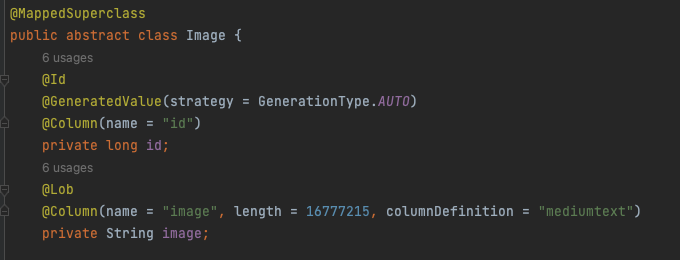 @MappedSuperclass
public abstract class Image {
6 usages
@Id
@GeneratedValue(strategy = GenerationType.AUTO)
@Column(name = "id")
private long id;
6 usages
@Lob
@Column(name = "image", length = 16777215, columnDefinition = "mediumtext")
private String image;